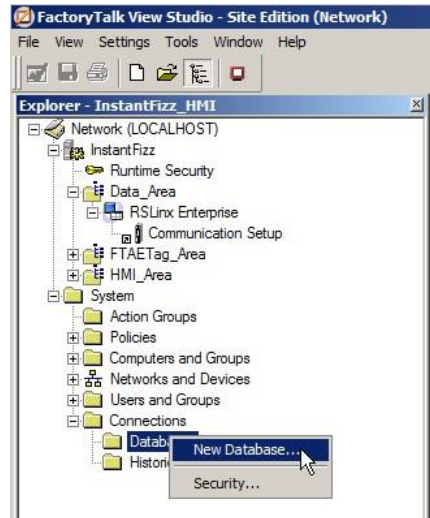 FactoryTalk View Studio - Site Edition (Network)
File View Settings Tools Window Help
Explorer - InstantFizz_HMI
Network (LOCALHOST)
InstantFizz
Runtime Security
Data_Area
RSLinx Enterprise
Communication Setup
FTAETag_Area
HMI_Area
System
Action Groups
Policies
Computers and Groups
Networks and Devices
Users and Groups
Connections
Databa
New Database...
Histori
Security...